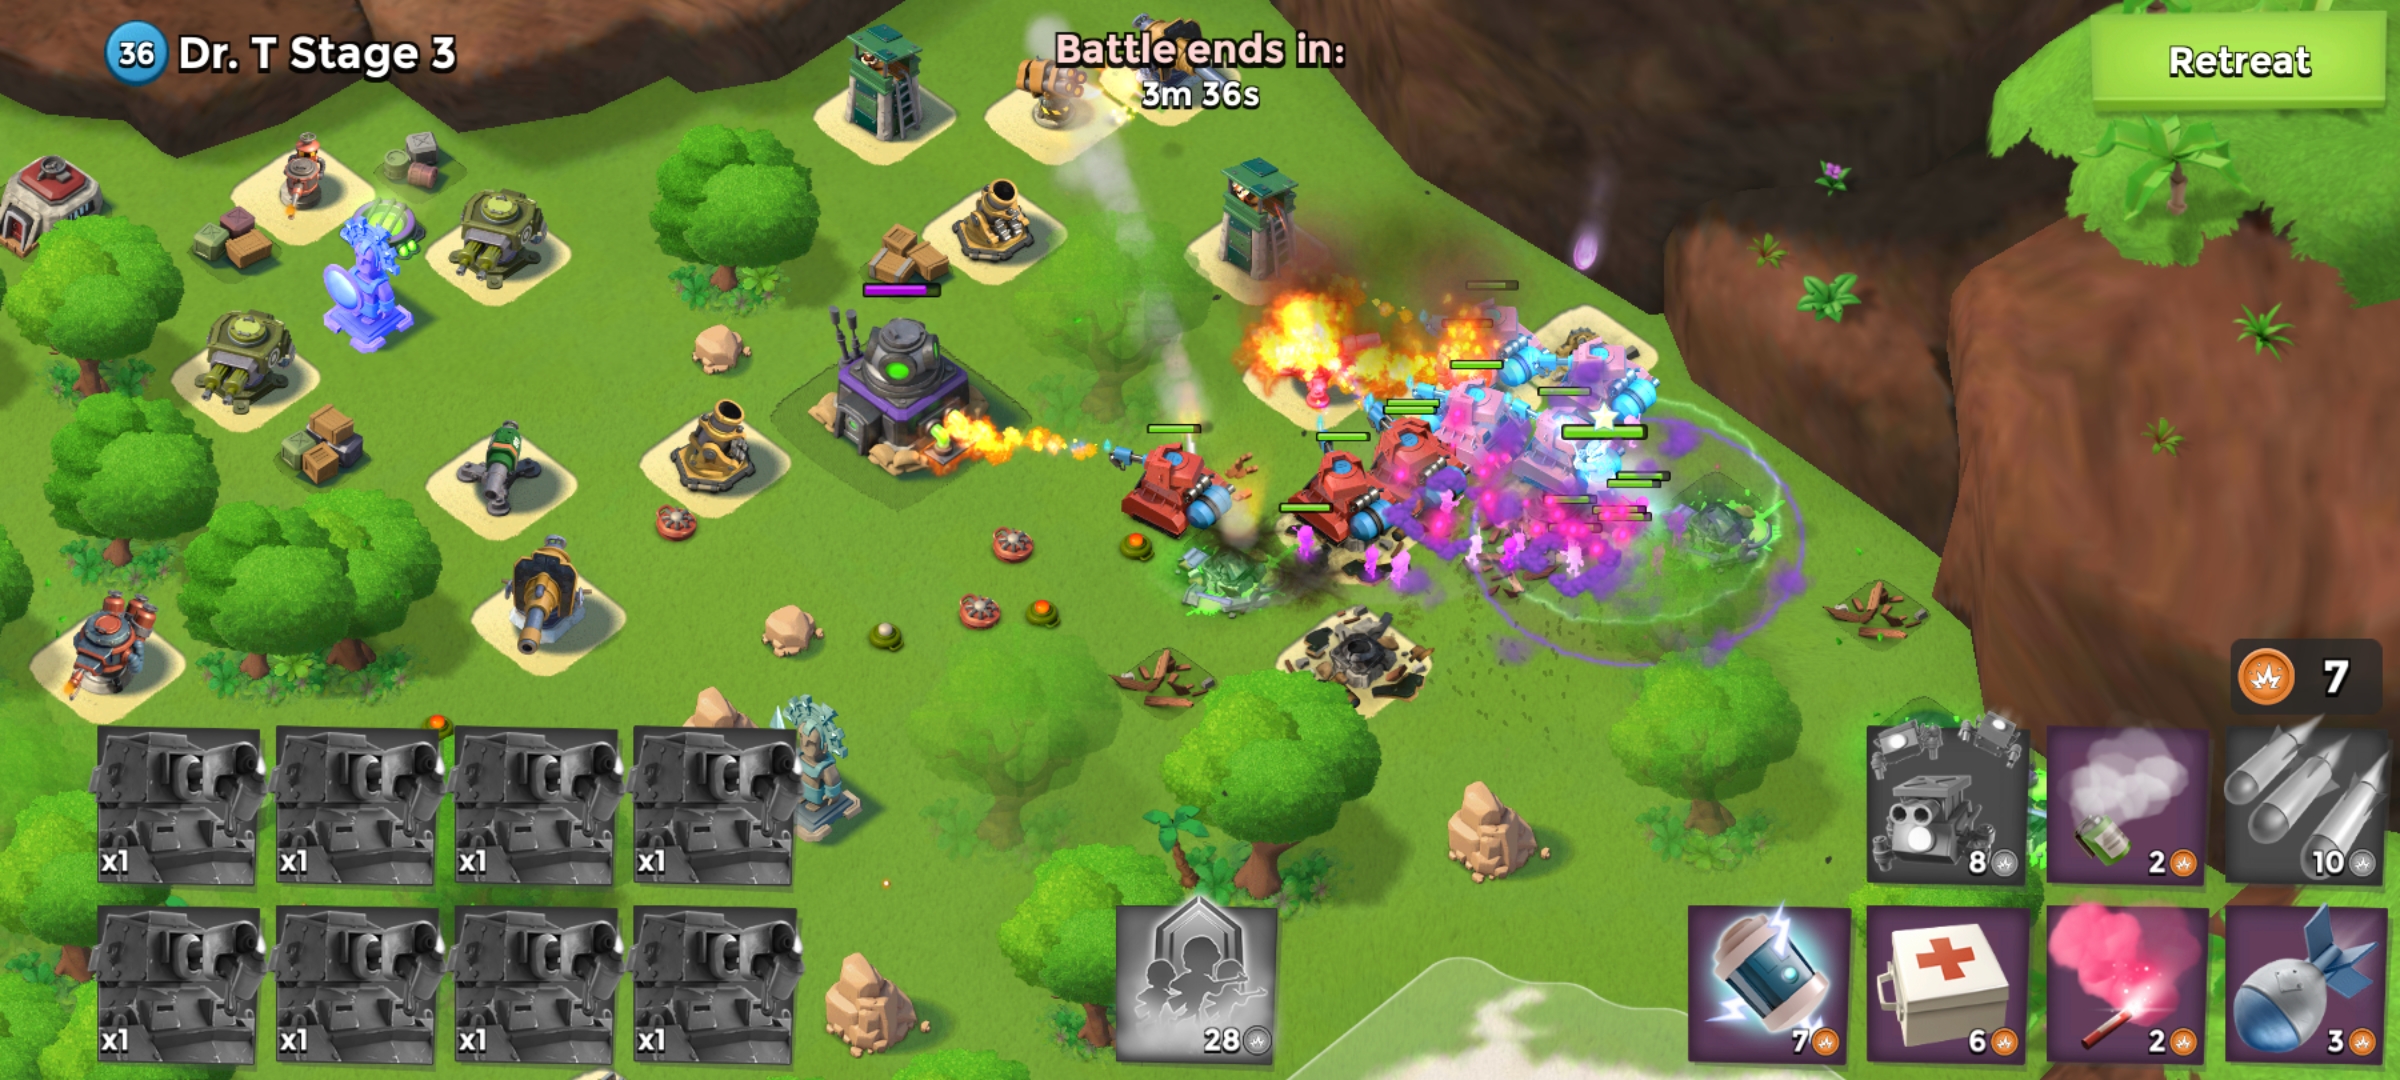 36 Dr. T Stage 3
Battle ends in:
3m 36s
Retreat
7
x1 x1 x1 x1
8 2 10
x1 x1 x1 x1
28
7 6 2 3